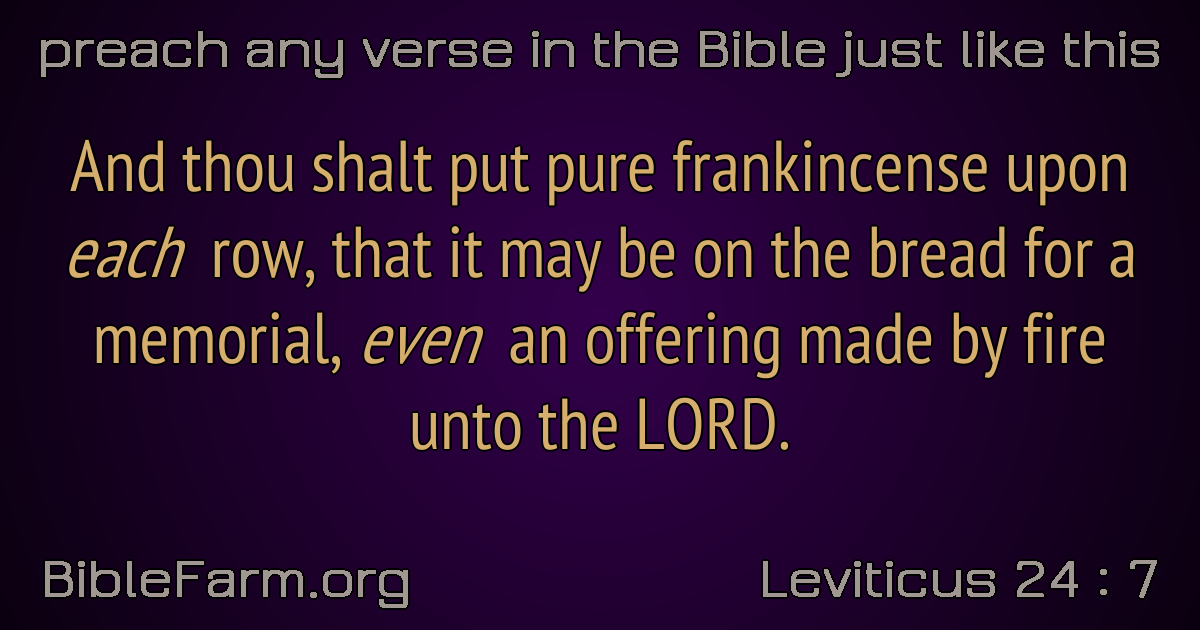 preach any verse in the Bible just like this
And thou shalt put pure frankincense upon
each row, that it may be on the bread for a
memorial, even an offering made by fire
unto the LORD.
BibleFarm.org
Leviticus 24 : 7